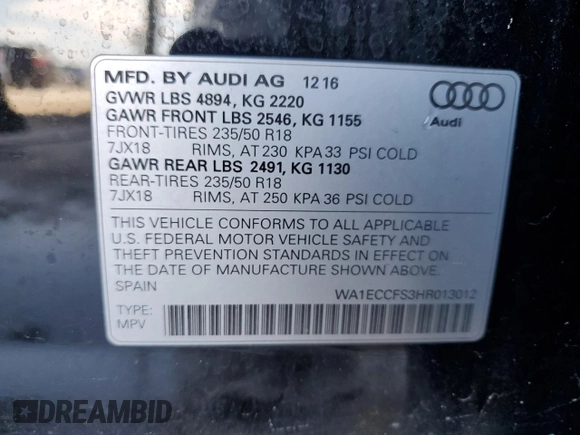 MFD. BY AUDI AG 12 16
GVWR LBS 4894, KG 2220
GAWR FRONT LBS 2546, KG 1155
FRONT-TIRES 235/50 R18
7JX18 RIMS, AT 230 KPA 33 PSI COLD
GAWR REAR LBS 2491, KG 1130
REAR-TIRES 235/50 R18
7JX18 RIMS, AT 250 KPA 36 PSI COLD
Audi
THIS VEHICLE CONFORMS TO ALL APPLICABLE
U.S. FEDERAL MOTOR VEHICLE SAFETY AND
THEFT PREVENTION STANDARDS IN EFFECT ON
THE DATE OF MANUFACTURE SHOWN ABOVE.
SPAIN WA1ECCFS3HR013012
TYPE:
MPV
DREAMBID